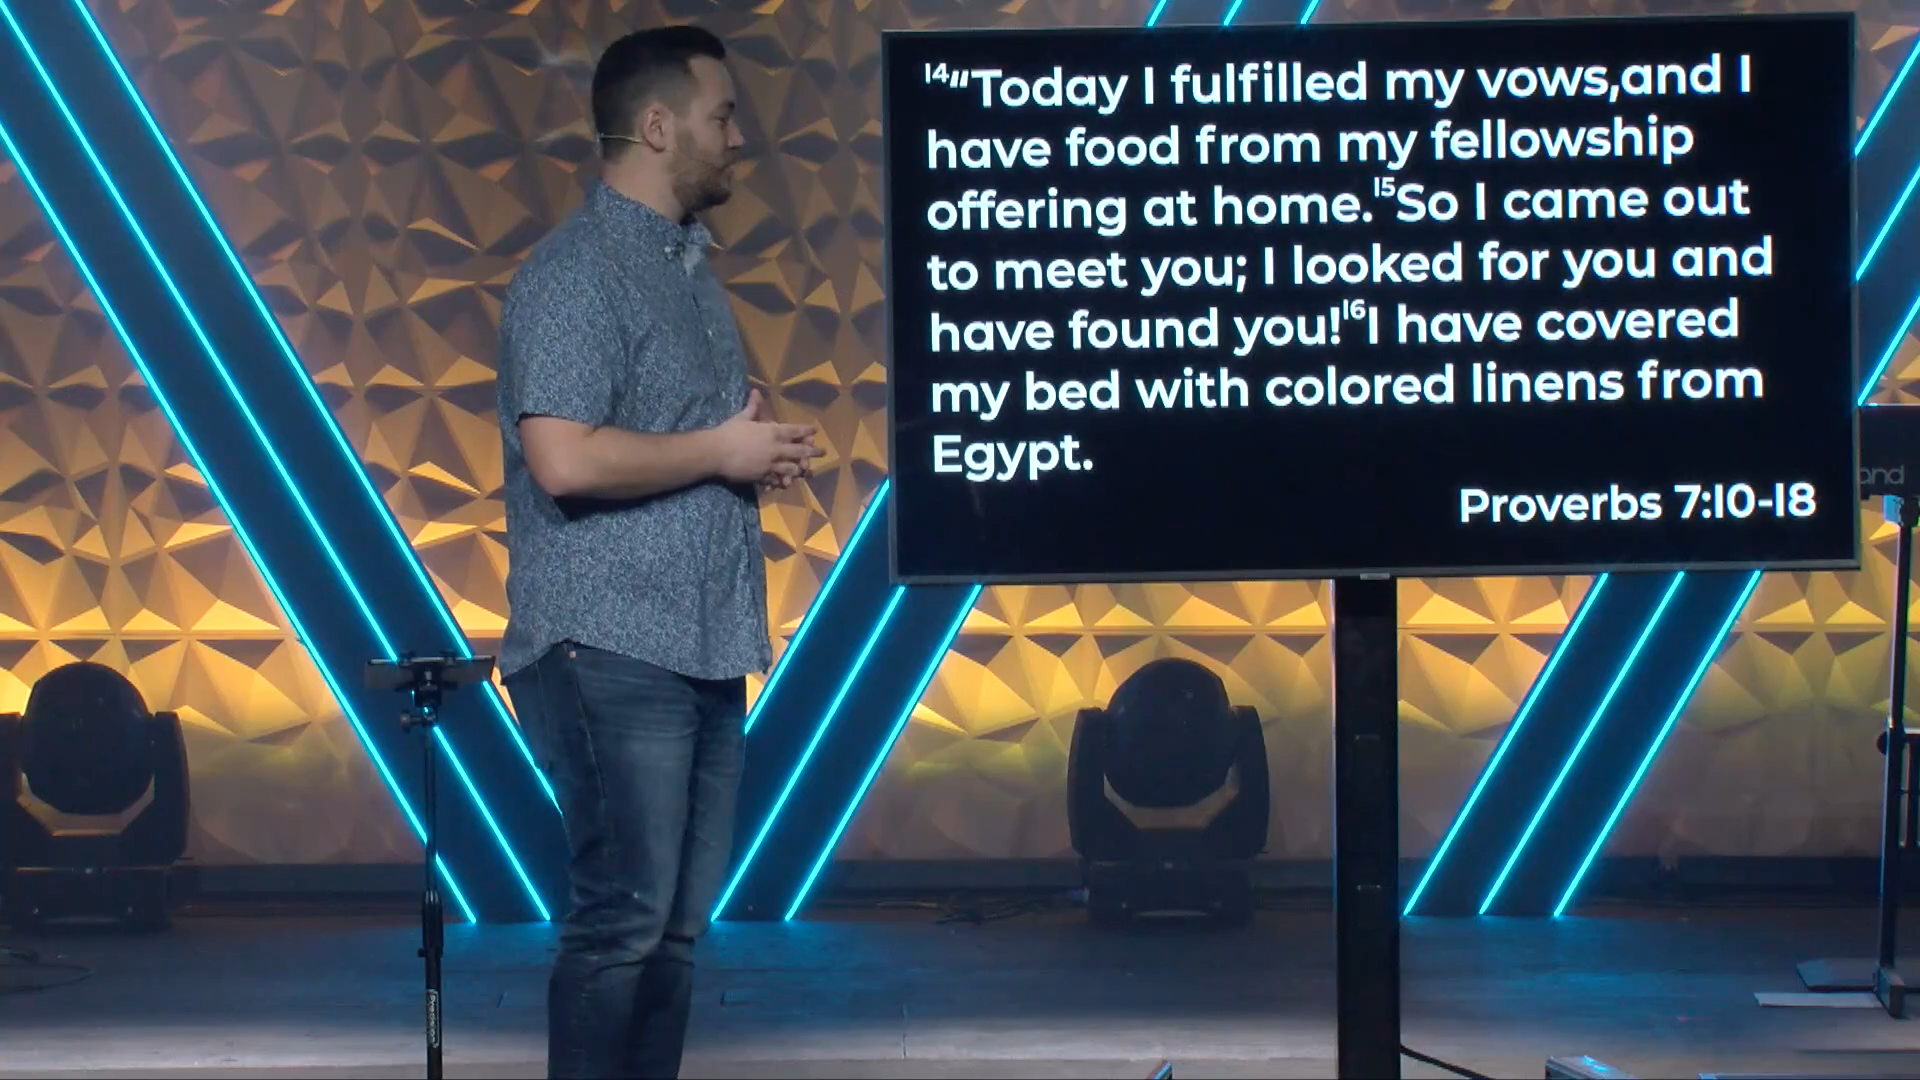 14"Today I fulfilled my vows,and I
have food from my fellowship
offering at home.15So I came out
to meet you; I looked for you and
have found you!16I have covered
my bed with colored linens from
Egypt.
Proverbs 7:10-18
and